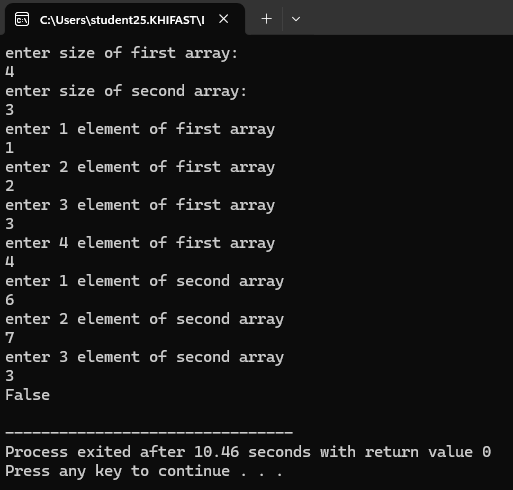 C:\Users\student25.KHIFAST\I
enter size of first array:
4
enter size of second array:
3
enter 1 element of first array
1
enter 2 element of first array
2
enter 3 element of first array
3
enter 4 element of first array
4
enter 1 element of second array
6
enter 2 element of second array
7
enter 3 element of second array
3
False
--------------------------------
Process exited after 10.46 seconds with return value 0
Press any key to continue . . .